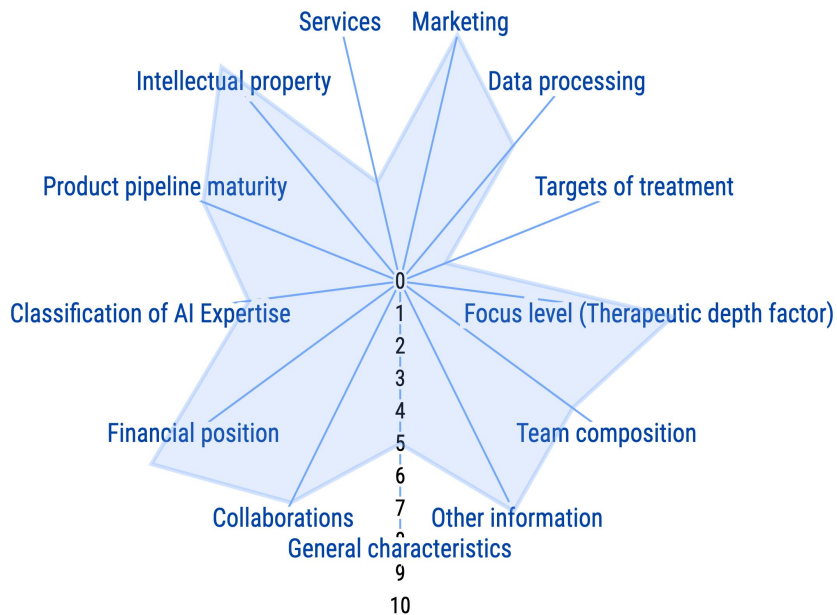 Services
Marketing
Intellectual property
Data processing
Product pipeline maturity
Targets of treatment
0
Classification of AI Expertise
1
Focus level (Therapeutic depth factor)
2
3
4
Financial position
Team composition
5
6
7
Collaborations
Other information
General characteristics
9
10